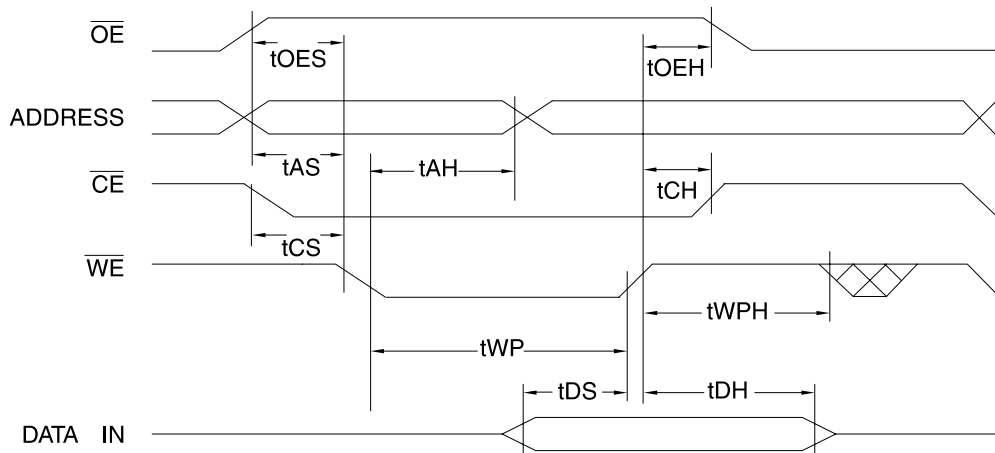 OE
tOES
tOEH
ADDRESS
tAS
tAH
tCH
CE
tCS
WE
tWPH
tWP
tDS
tDH
DATA IN